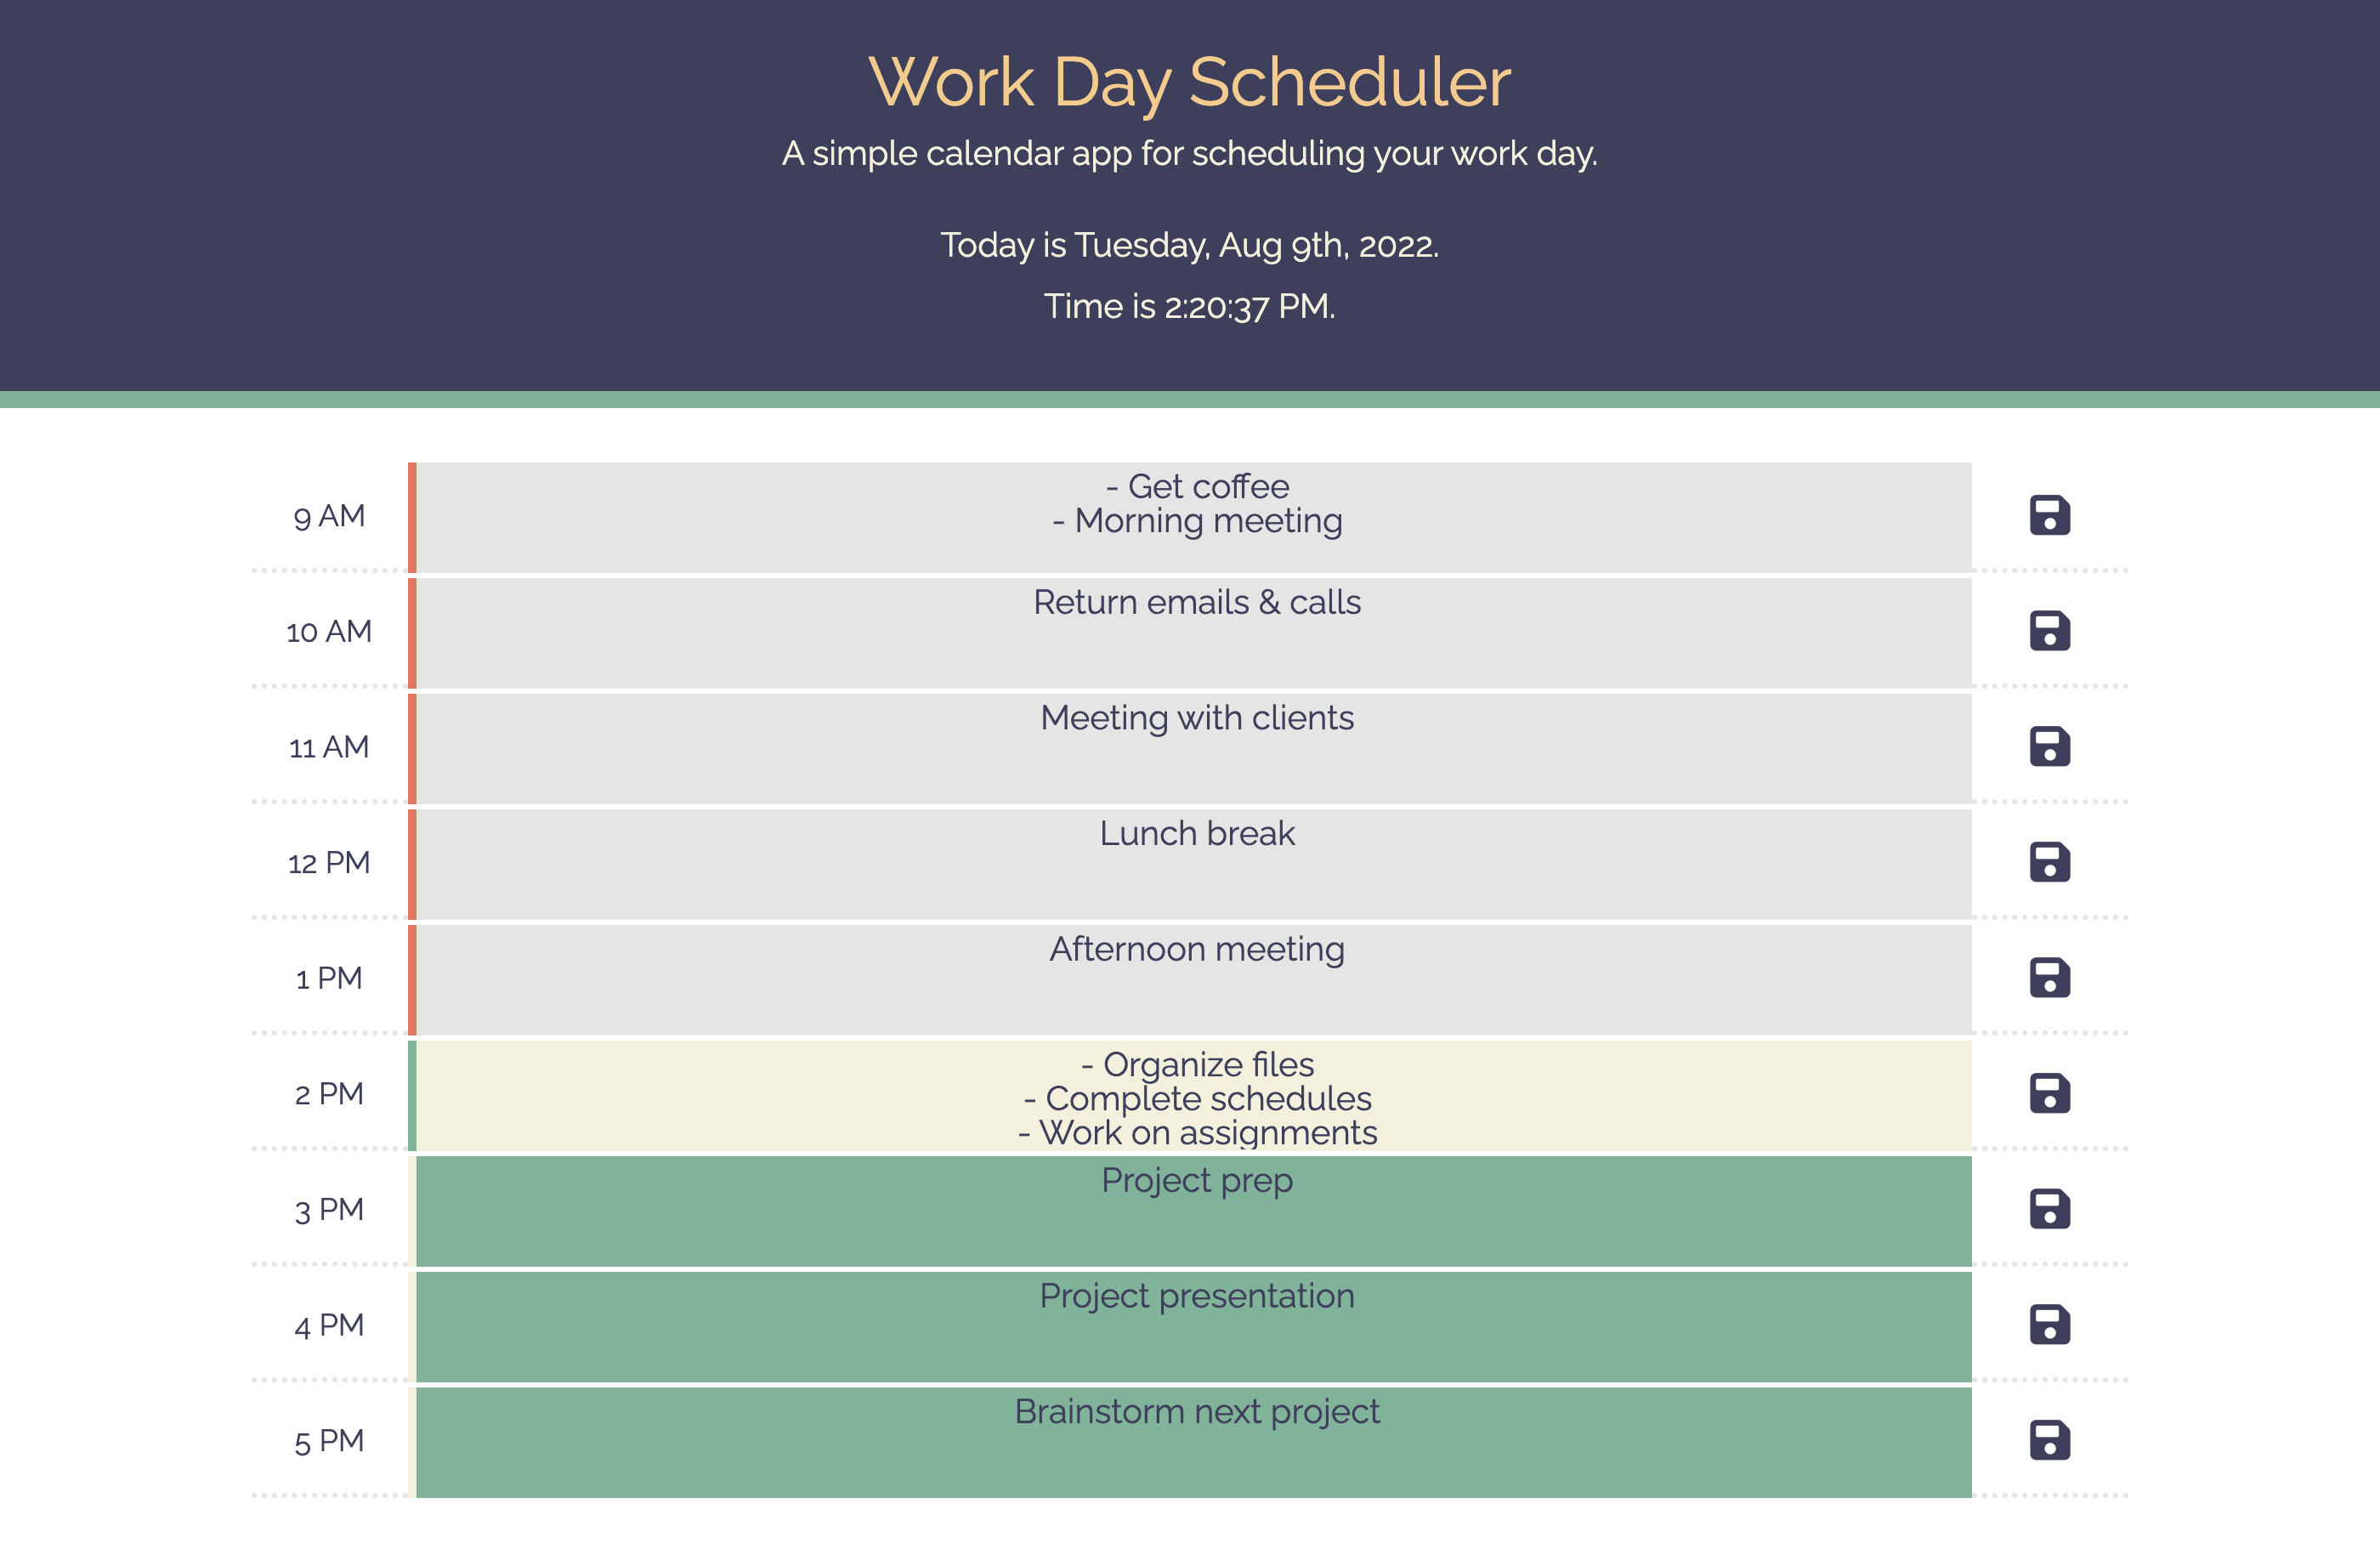 Work Day Scheduler
A simple calendar app for scheduling your work day.
Today is Tuesday, Aug 9th, 2022.
Time is 2:20:37 PM.
9 AM
- Get coffee
- Morning meeting
10 AM
Return emails & calls
11 AM
Meeting with clients
12 PM
Lunch break
1 PM
Afternoon meeting
2 PM
- Organize files
- Complete schedules
- Work on assignments
3 PM
Project prep
4 PM
Project presentation
5 PM
Brainstorm next project